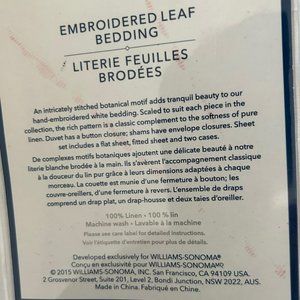 EMBROIDERED LEAF
BEDDING
LITERIE FEUILLES
BRODÉES
An intricately stitched botanical motif adds tranquil beauty to our
hand-embroidered white bedding. Scaled to suit each piece in the
collection, the rich pattern is a classic complement to the softness of pure
linen. Duvet has a button closure; shams have envelope closures. Sheet
set includes a flat sheet, fitted sheet and two cases.
De complexes motifs botaniques ajoutent une délicate beauté à notre
literie blanche brodée à la main. Ils s'avèrent l'accompagnement classique
à la douceur du lin pur grâce à leurs dimensions adaptées à chaque
morceau. La couette est munie d'une fermeture à bouton; les
couvre-oreillers, d'une fermeture à revers. L'ensemble de draps
comprend un drap plat, un drap-housse et deux taies d'oreiller.
100% Linen • 100 % lin
Machine wash • Lavable à la machine
Please see care label for detailed instructions.
Voir l'étiquette d'entretien pour plus de détails.
Developed exclusively for WILLIAMS-SONOMA®
Conçu en exclusivité pour WILLIAMS-SONOMA®
© 2015 WILLIAMS-SONOMA, INC. San Francisco, CA 94109 USA.
2 Grosvenor Street, Suite 201, Level 2, Bondi Junction, NSW 2022, AUS.
Made in China. Fabriqué en Chine.